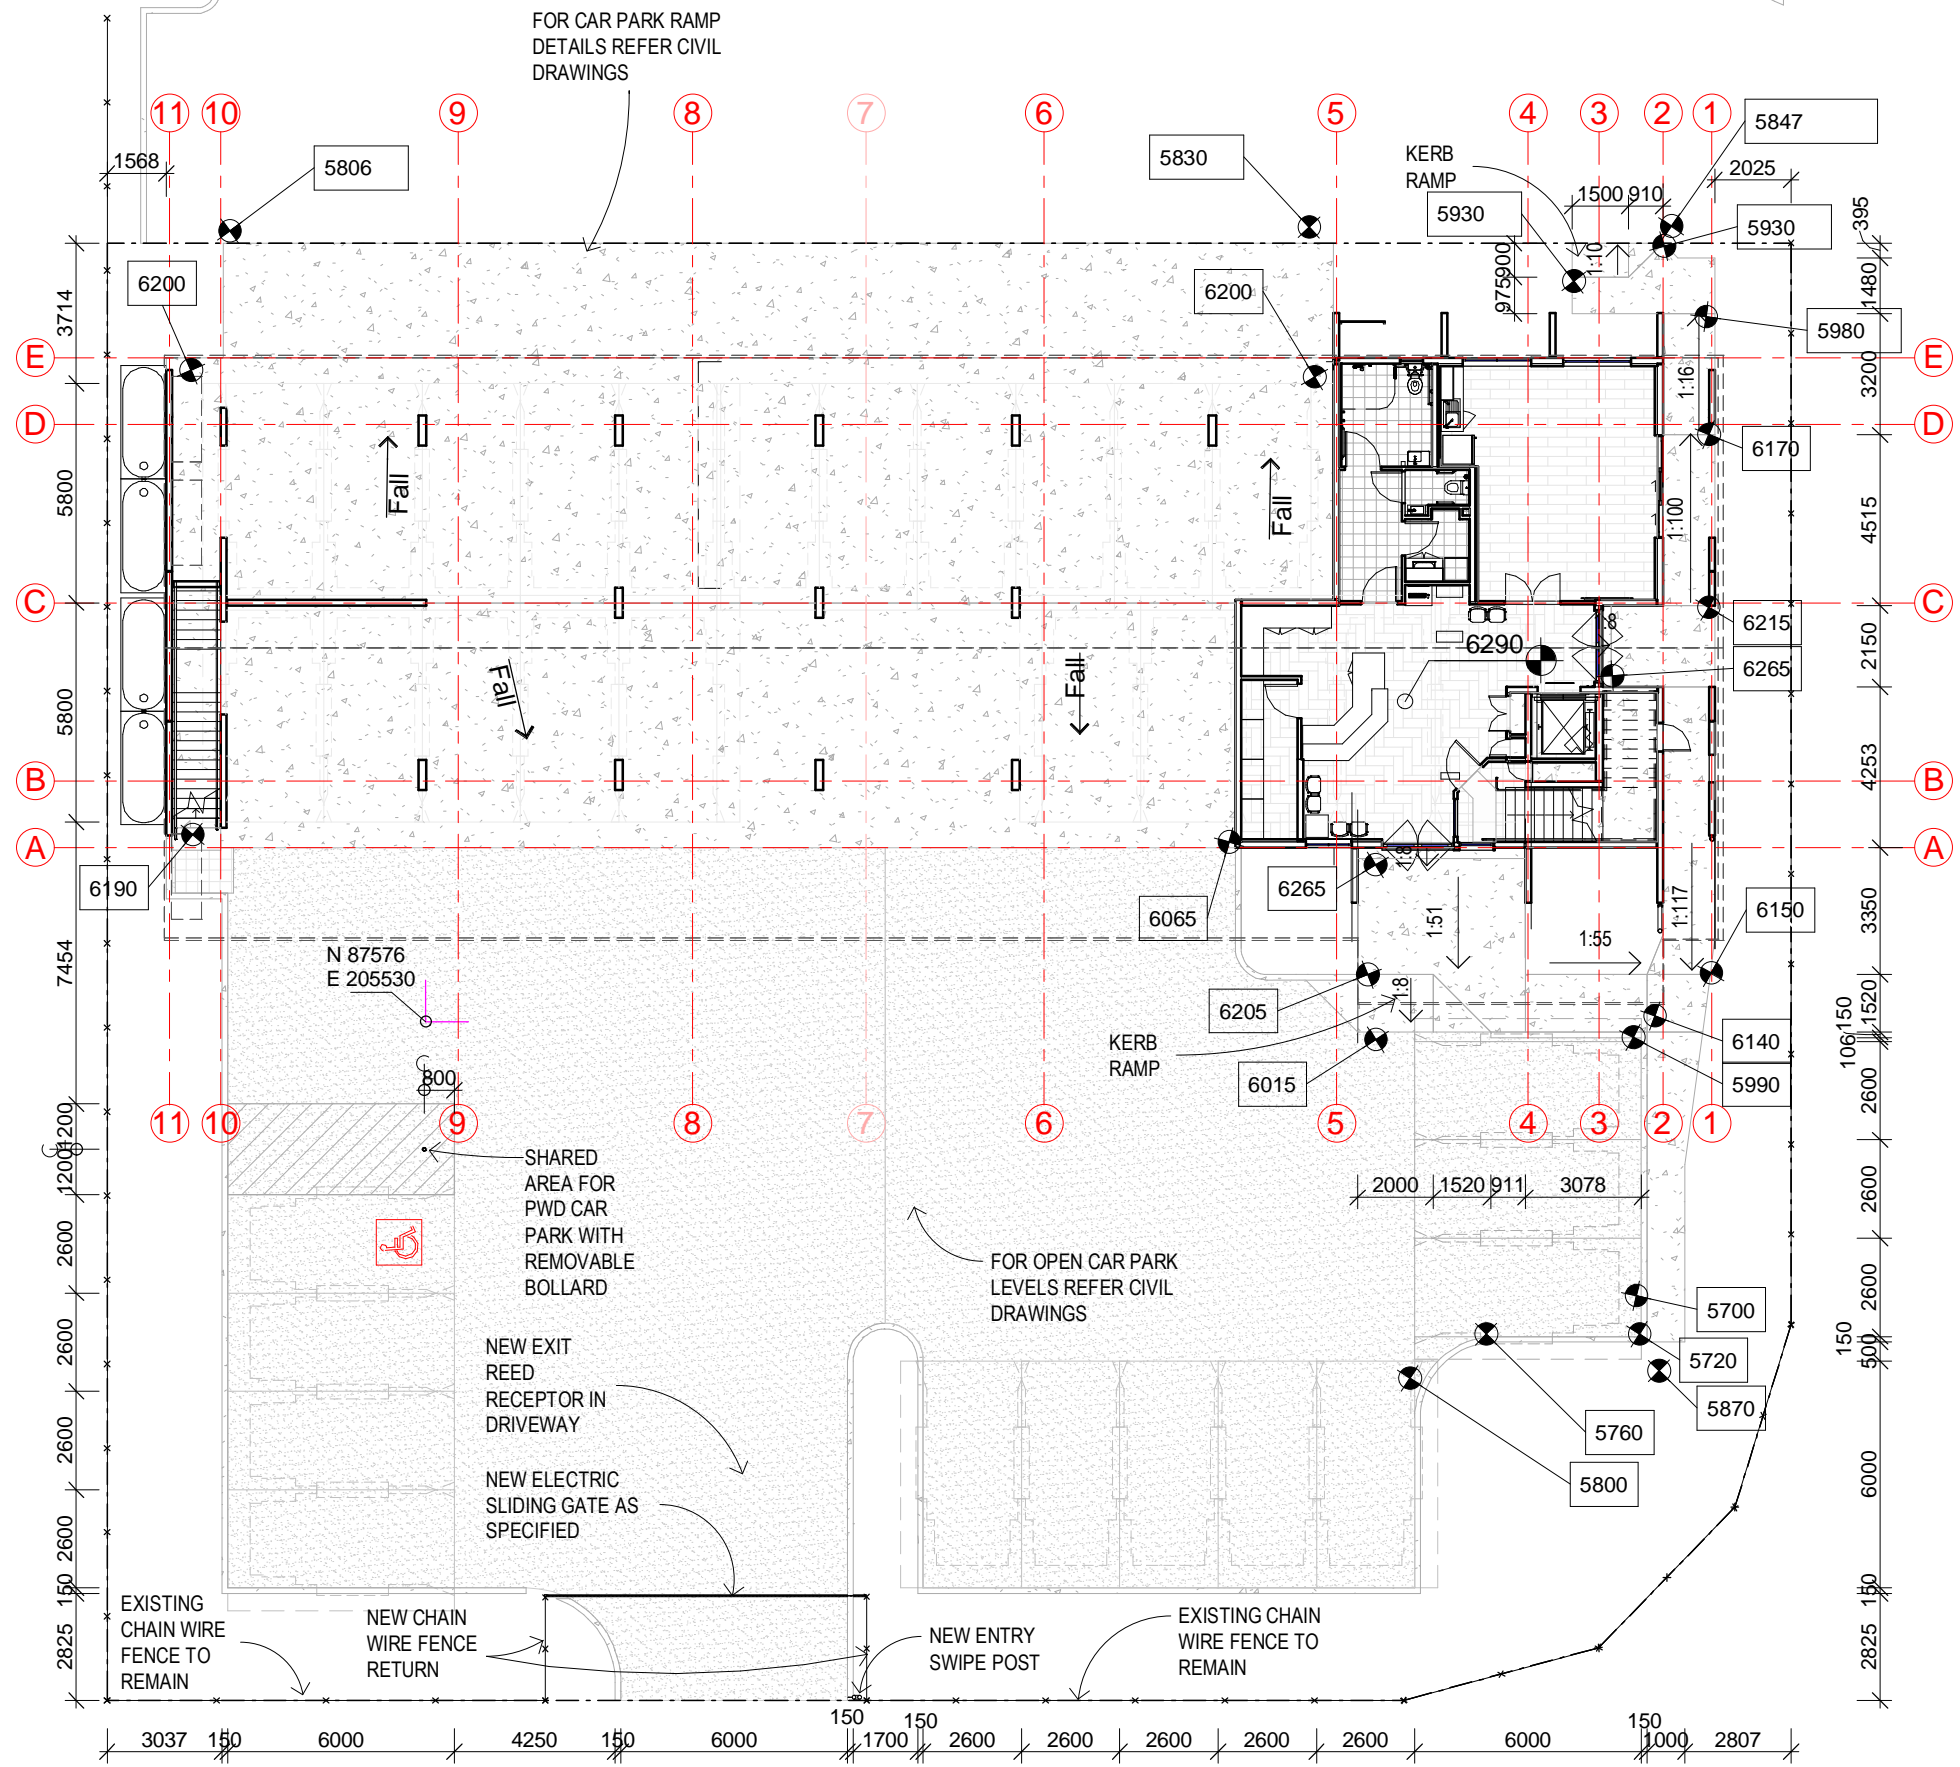 FOR CAR PARK RAMP
DETAILS REFER CIVIL
DRAWINGS
11
10
9
8
7
6
5
4
3
2
1
5847
1568
5806
5830
KERB
RAMP
2025
1500
910
5930
5930
395
6200
6200
1:10
900
975
1480
5980
3714
E
E
3200
1:16
D
D
6170
Fall
Fall
5800
1:100
4515
C
C
6215
6290
1:8
2150
6265
Fall
Fall
5800
4253
B
B
A
A
6190
6265
1:8
6065
1:51
1:55
1:117
6150
3350
7454
N 87576
E 205530
6205
1:8
1520
150
106
6140
KERB
RAMP
6015
5990
800
2600
11
10
9
8
7
6
5
4
3
2
1
1200
1200
SHARED
AREA FOR
PWD CAR
PARK WITH
REMOVABLE
BOLLARD
2000
1520
911
3078
2600
2600
FOR OPEN CAR PARK
LEVELS REFER CIVIL
DRAWINGS
2600
5700
2600
NEW EXIT
REED
RECEPTOR IN
DRIVEWAY
5720
150
500
5870
2600
5760
5800
NEW ELECTRIC
SLIDING GATE AS
SPECIFIED
6000
2600
150
150
EXISTING
CHAIN WIRE
FENCE TO
REMAIN
NEW CHAIN
WIRE FENCE
RETURN
NEW ENTRY
SWIPE POST
EXISTING CHAIN
WIRE FENCE TO
REMAIN
2825
2825
3037
150
6000
4250
150
6000
150
1700
150
2600
2600
2600
2600
2600
6000
150
1000
2807